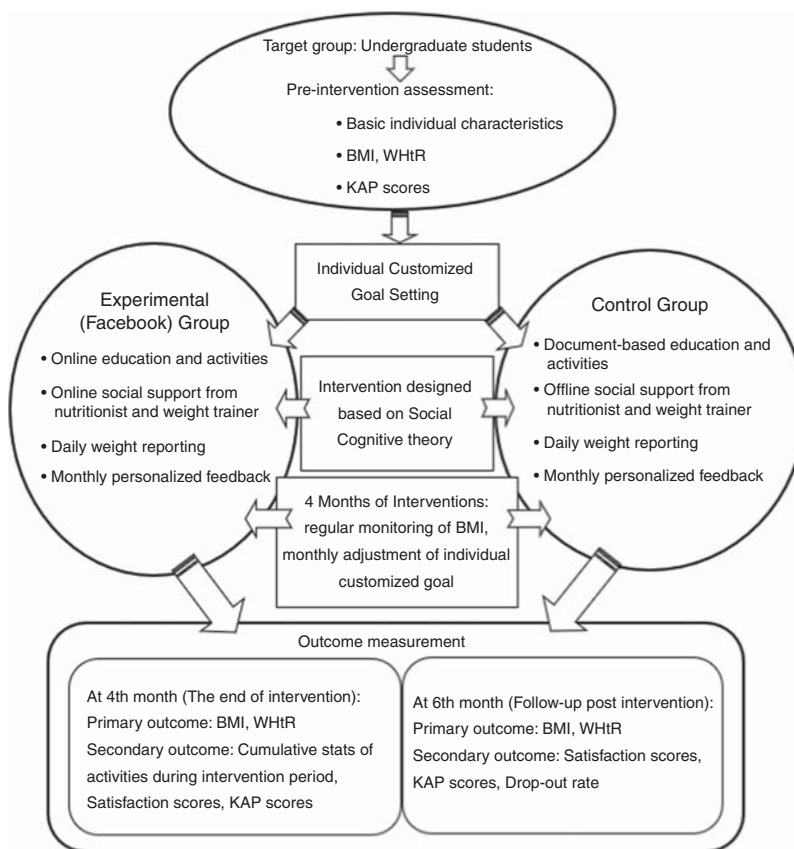 Target group: Undergraduate students
Pre-intervention assessment:
• Basic individual characteristics
• BMI, WHtR
• KAP scores
Individual Customized
Goal Setting
Experimental
(Facebook) Group
• Online education and activities
• Online social support from
nutritionist and weight trainer
• Daily weight reporting
• Monthly personalized feedback
Intervention designed
based on Social
Cognitive theory
4 Months of Interventions:
regular monitoring of BMI,
monthly adjustment of individual
customized goal
Control Group
• Document-based education and
activities
• Offline social support from
nutritionist and weight trainer
• Daily weight reporting
• Monthly personalized feedback
Outcome measurement
At 4th month (The end of intervention):
Primary outcome: BMI, WHtR
Secondary outcome: Cumulative stats of
activities during intervention period,
Satisfaction scores, KAP scores
At 6th month (Follow-up post intervention):
Primary outcome: BMI, WHtR
Secondary outcome: Satisfaction scores,
KAP scores, Drop-out rate